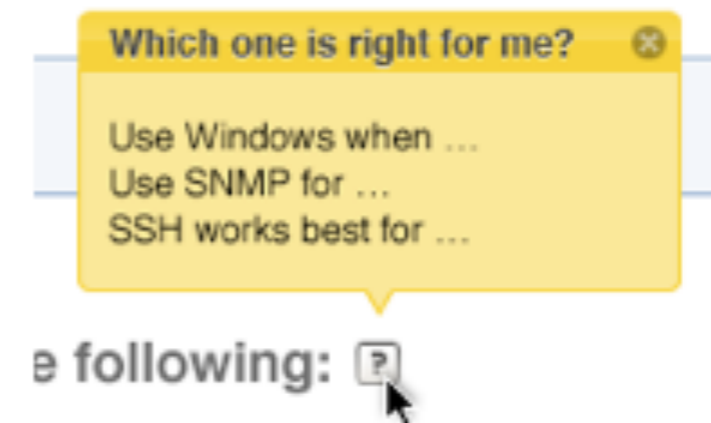 Which one is right for me?
Use Windows when ...
Use SNMP for ...
SSH works best for ...
e following: ?